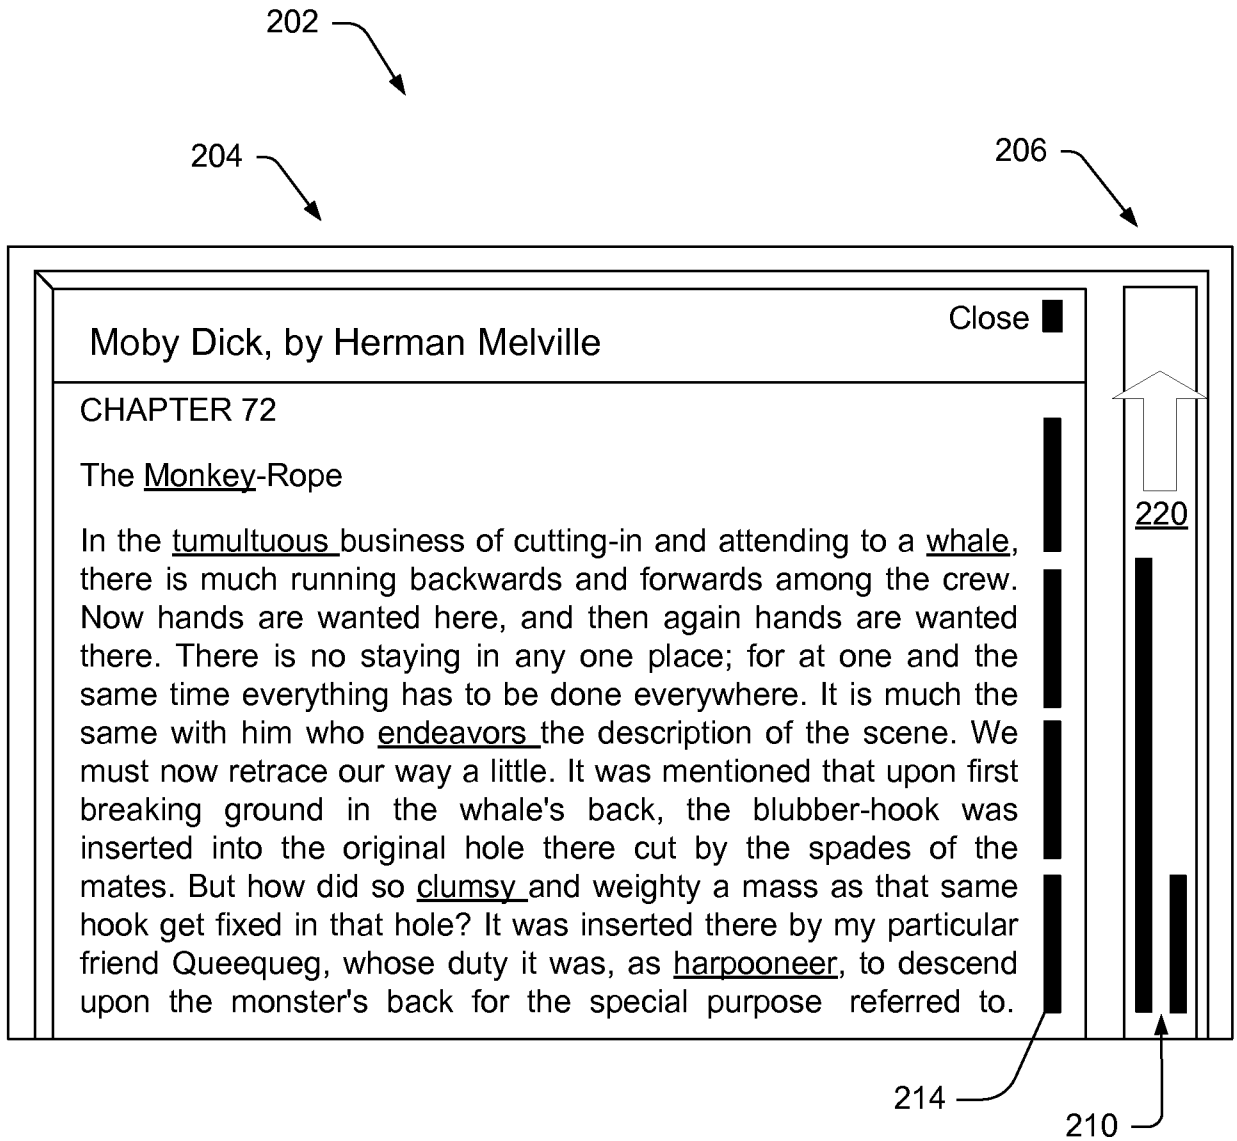 202
204
206
Close
Moby Dick, by Herman Melville
CHAPTER 72
The Monkey-Rope
220
In the tumultuous business of cutting-in and attending to a whale,
there is much running backwards and forwards among the crew.
Now hands are wanted here, and then again hands are wanted
there. There is no staying in any one place; for at one and the
same time everything has to be done everywhere. It is much the
same with him who endeavors the description of the scene. We
must now retrace our way a little. It was mentioned that upon first
breaking ground in the whale's back, the blubber-hook was
inserted into the original hole there cut by the spades of the
mates. But how did so clumsy and weighty a mass as that same
hook get fixed in that hole? It was inserted there by my particular
friend Queequeg, whose duty it was, as harpooneer, to descend
upon the monster's back for the special purpose referred to.
214
210